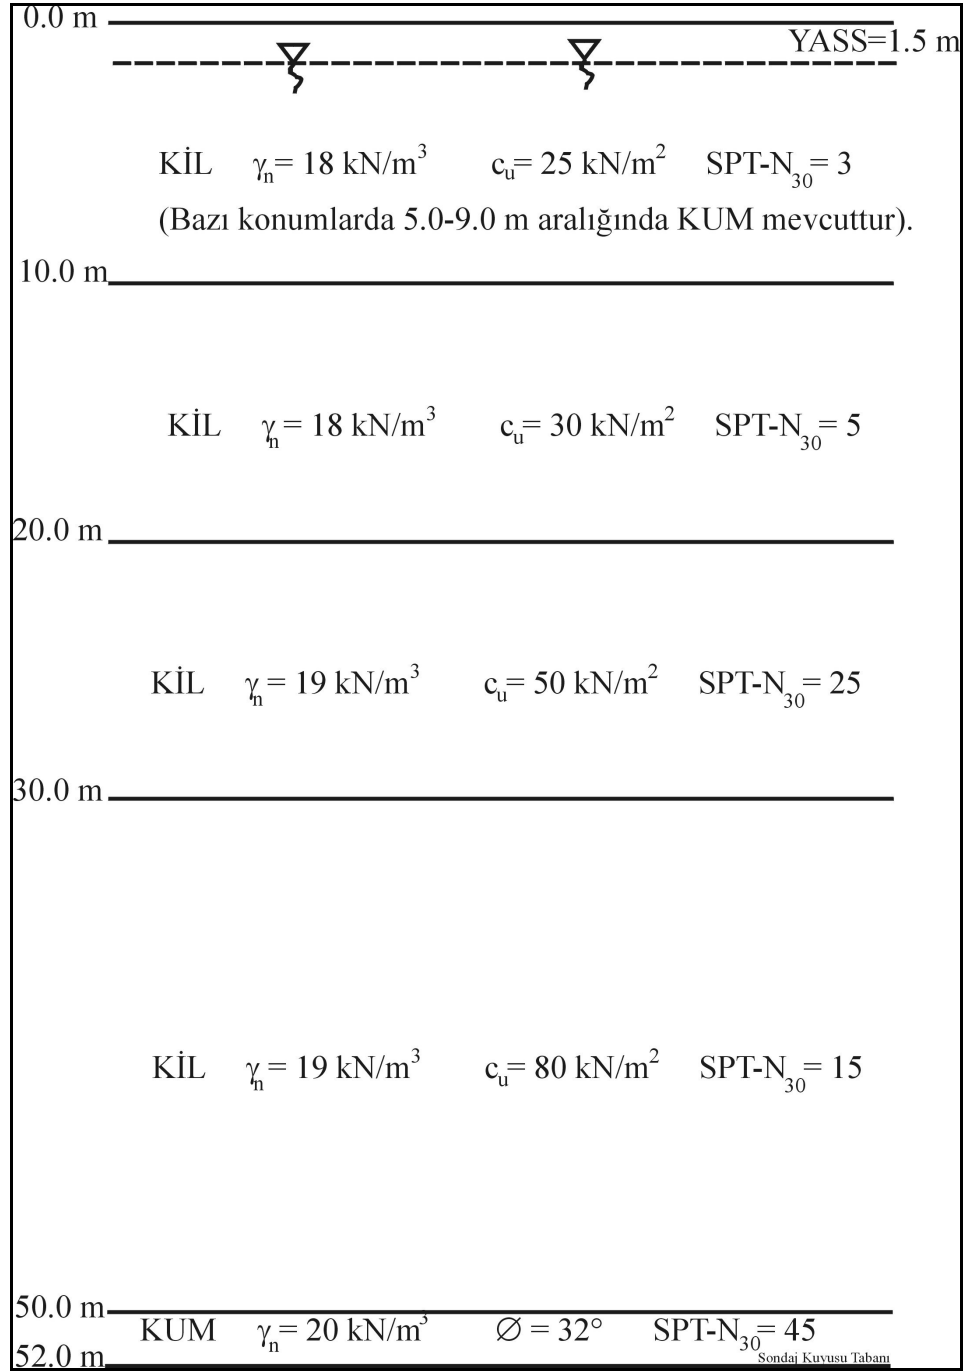 0.0 m
YASS=1.5 m
KİL γn= 18 kN/m³ cu= 25 kN/m² SPT-N30= 3
(Bazı konumlarda 5.0-9.0 m aralığında KUM mevcuttur).
10.0 m
KİL γn= 18 kN/m³ cu= 30 kN/m² SPT-N30= 5
20.0 m
KİL γn= 19 kN/m³ cu= 50 kN/m² SPT-N30= 25
30.0 m
KİL γn= 19 kN/m³ cu= 80 kN/m² SPT-N30= 15
50.0 m
KUM γn= 20 kN/m³ ∅ = 32° SPT-N30= 45
52.0 m
Sondaj Kuyusu Tabanı